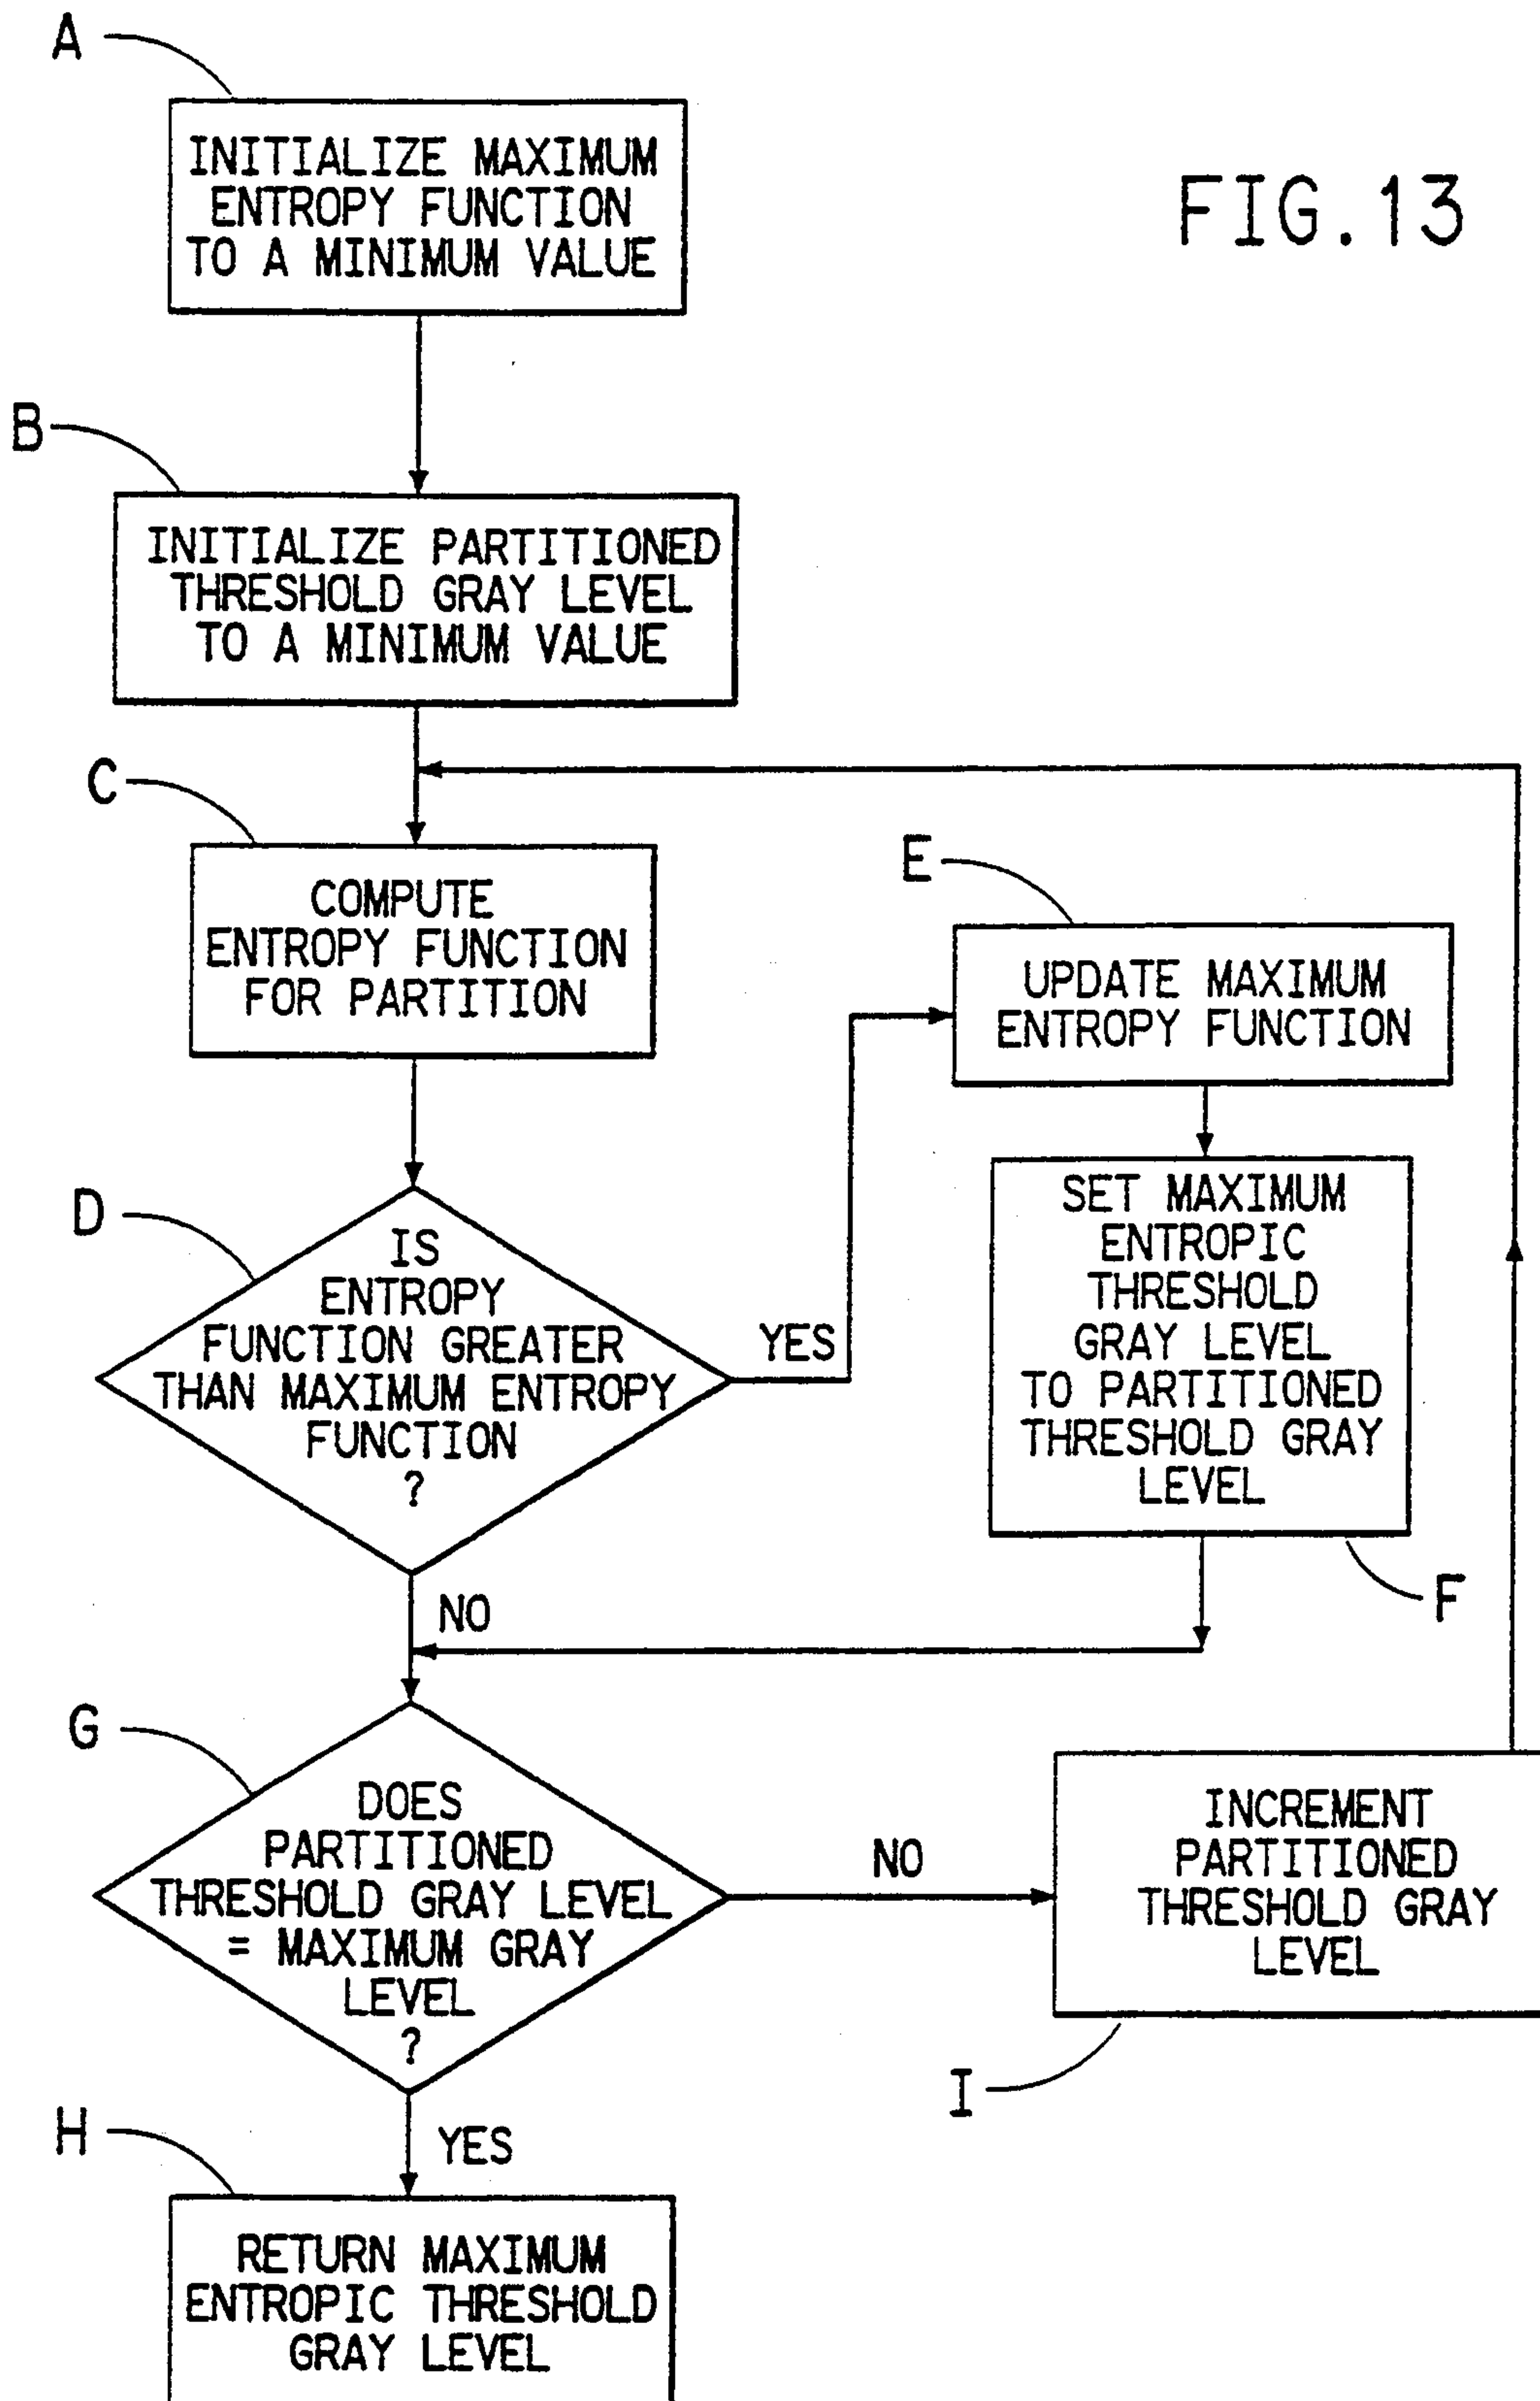 A
INITIALIZE MAXIMUM
ENTROPY FUNCTION
TO A MINIMUM VALUE
FIG.13
B
INITIALIZE PARTITIONED
THRESHOLD GRAY LEVEL
TO A MINIMUM VALUE
C
COMPUTE
ENTROPY FUNCTION
FOR PARTITION
D
IS
ENTROPY
FUNCTION GREATER
THAN MAXIMUM ENTROPY
FUNCTION
?
YES
E
UPDATE MAXIMUM
ENTROPY FUNCTION
SET MAXIMUM
ENTROPIC
THRESHOLD
GRAY LEVEL
TO PARTITIONED
THRESHOLD GRAY
LEVEL
F
NO
G
DOES
PARTITIONED
THRESHOLD GRAY LEVEL
= MAXIMUM GRAY
LEVEL
?
NO
INCREMENT
PARTITIONED
THRESHOLD GRAY
LEVEL
I
YES
H
RETURN MAXIMUM
ENTROPIC THRESHOLD
GRAY LEVEL